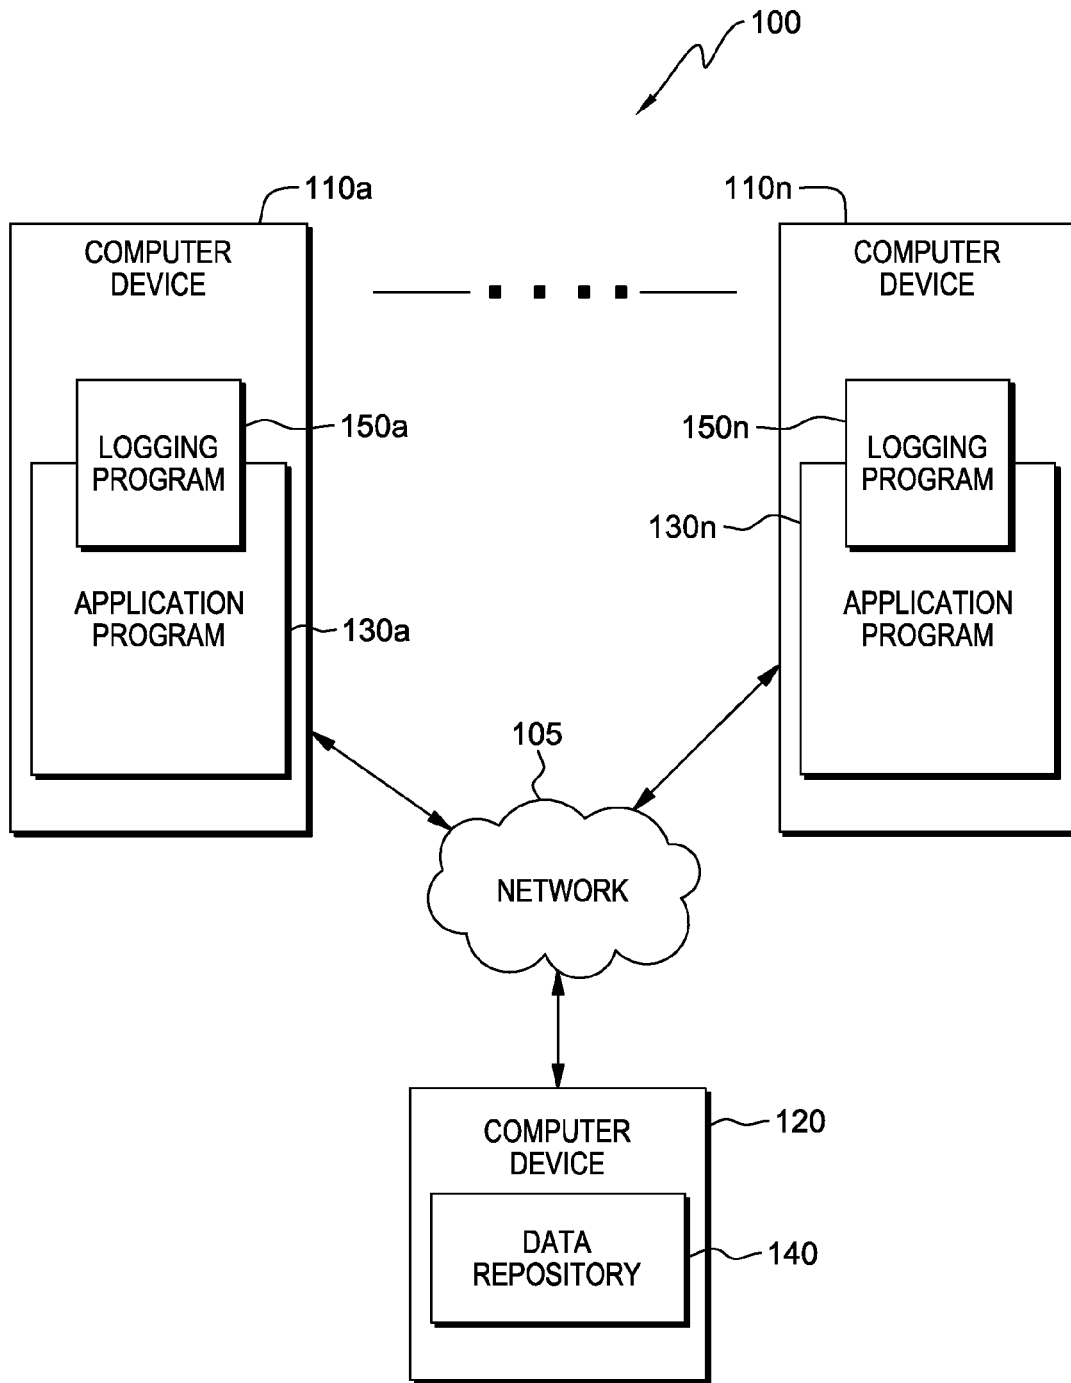 100
110a
110n
COMPUTER
DEVICE
COMPUTER
DEVICE
LOGGING
PROGRAM
150a
150n
LOGGING
PROGRAM
130n
APPLICATION
PROGRAM
130a
APPLICATION
PROGRAM
105
NETWORK
COMPUTER
DEVICE
120
DATA
REPOSITORY
140